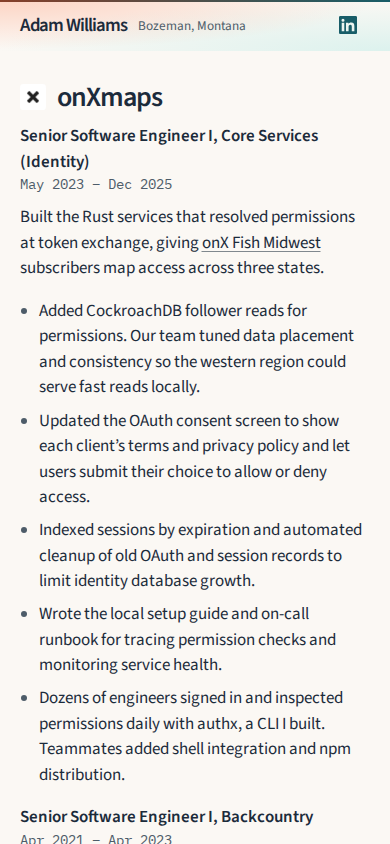 Adam Williams Bozeman, Montana in
onXmaps
Senior Software Engineer I, Core Services
(Identity)
May 2023 – Dec 2025
Built the Rust services that resolved permissions
at token exchange, giving onX Fish Midwest
subscribers map access across three states.
• Added CockroachDB follower reads for
permissions. Our team tuned data placement
and consistency so the western region could
serve fast reads locally.
• Updated the OAuth consent screen to show
each client’s terms and privacy policy and let
users submit their choice to allow or deny
access.
• Indexed sessions by expiration and automated
cleanup of old OAuth and session records to
limit identity database growth.
• Wrote the local setup guide and on-call
runbook for tracing permission checks and
monitoring service health.
• Dozens of engineers signed in and inspected
permissions daily with authx, a CLI I built.
Teammates added shell integration and npm
distribution.
Senior Software Engineer I, Backcountry
Apr 2021 – Apr 2023